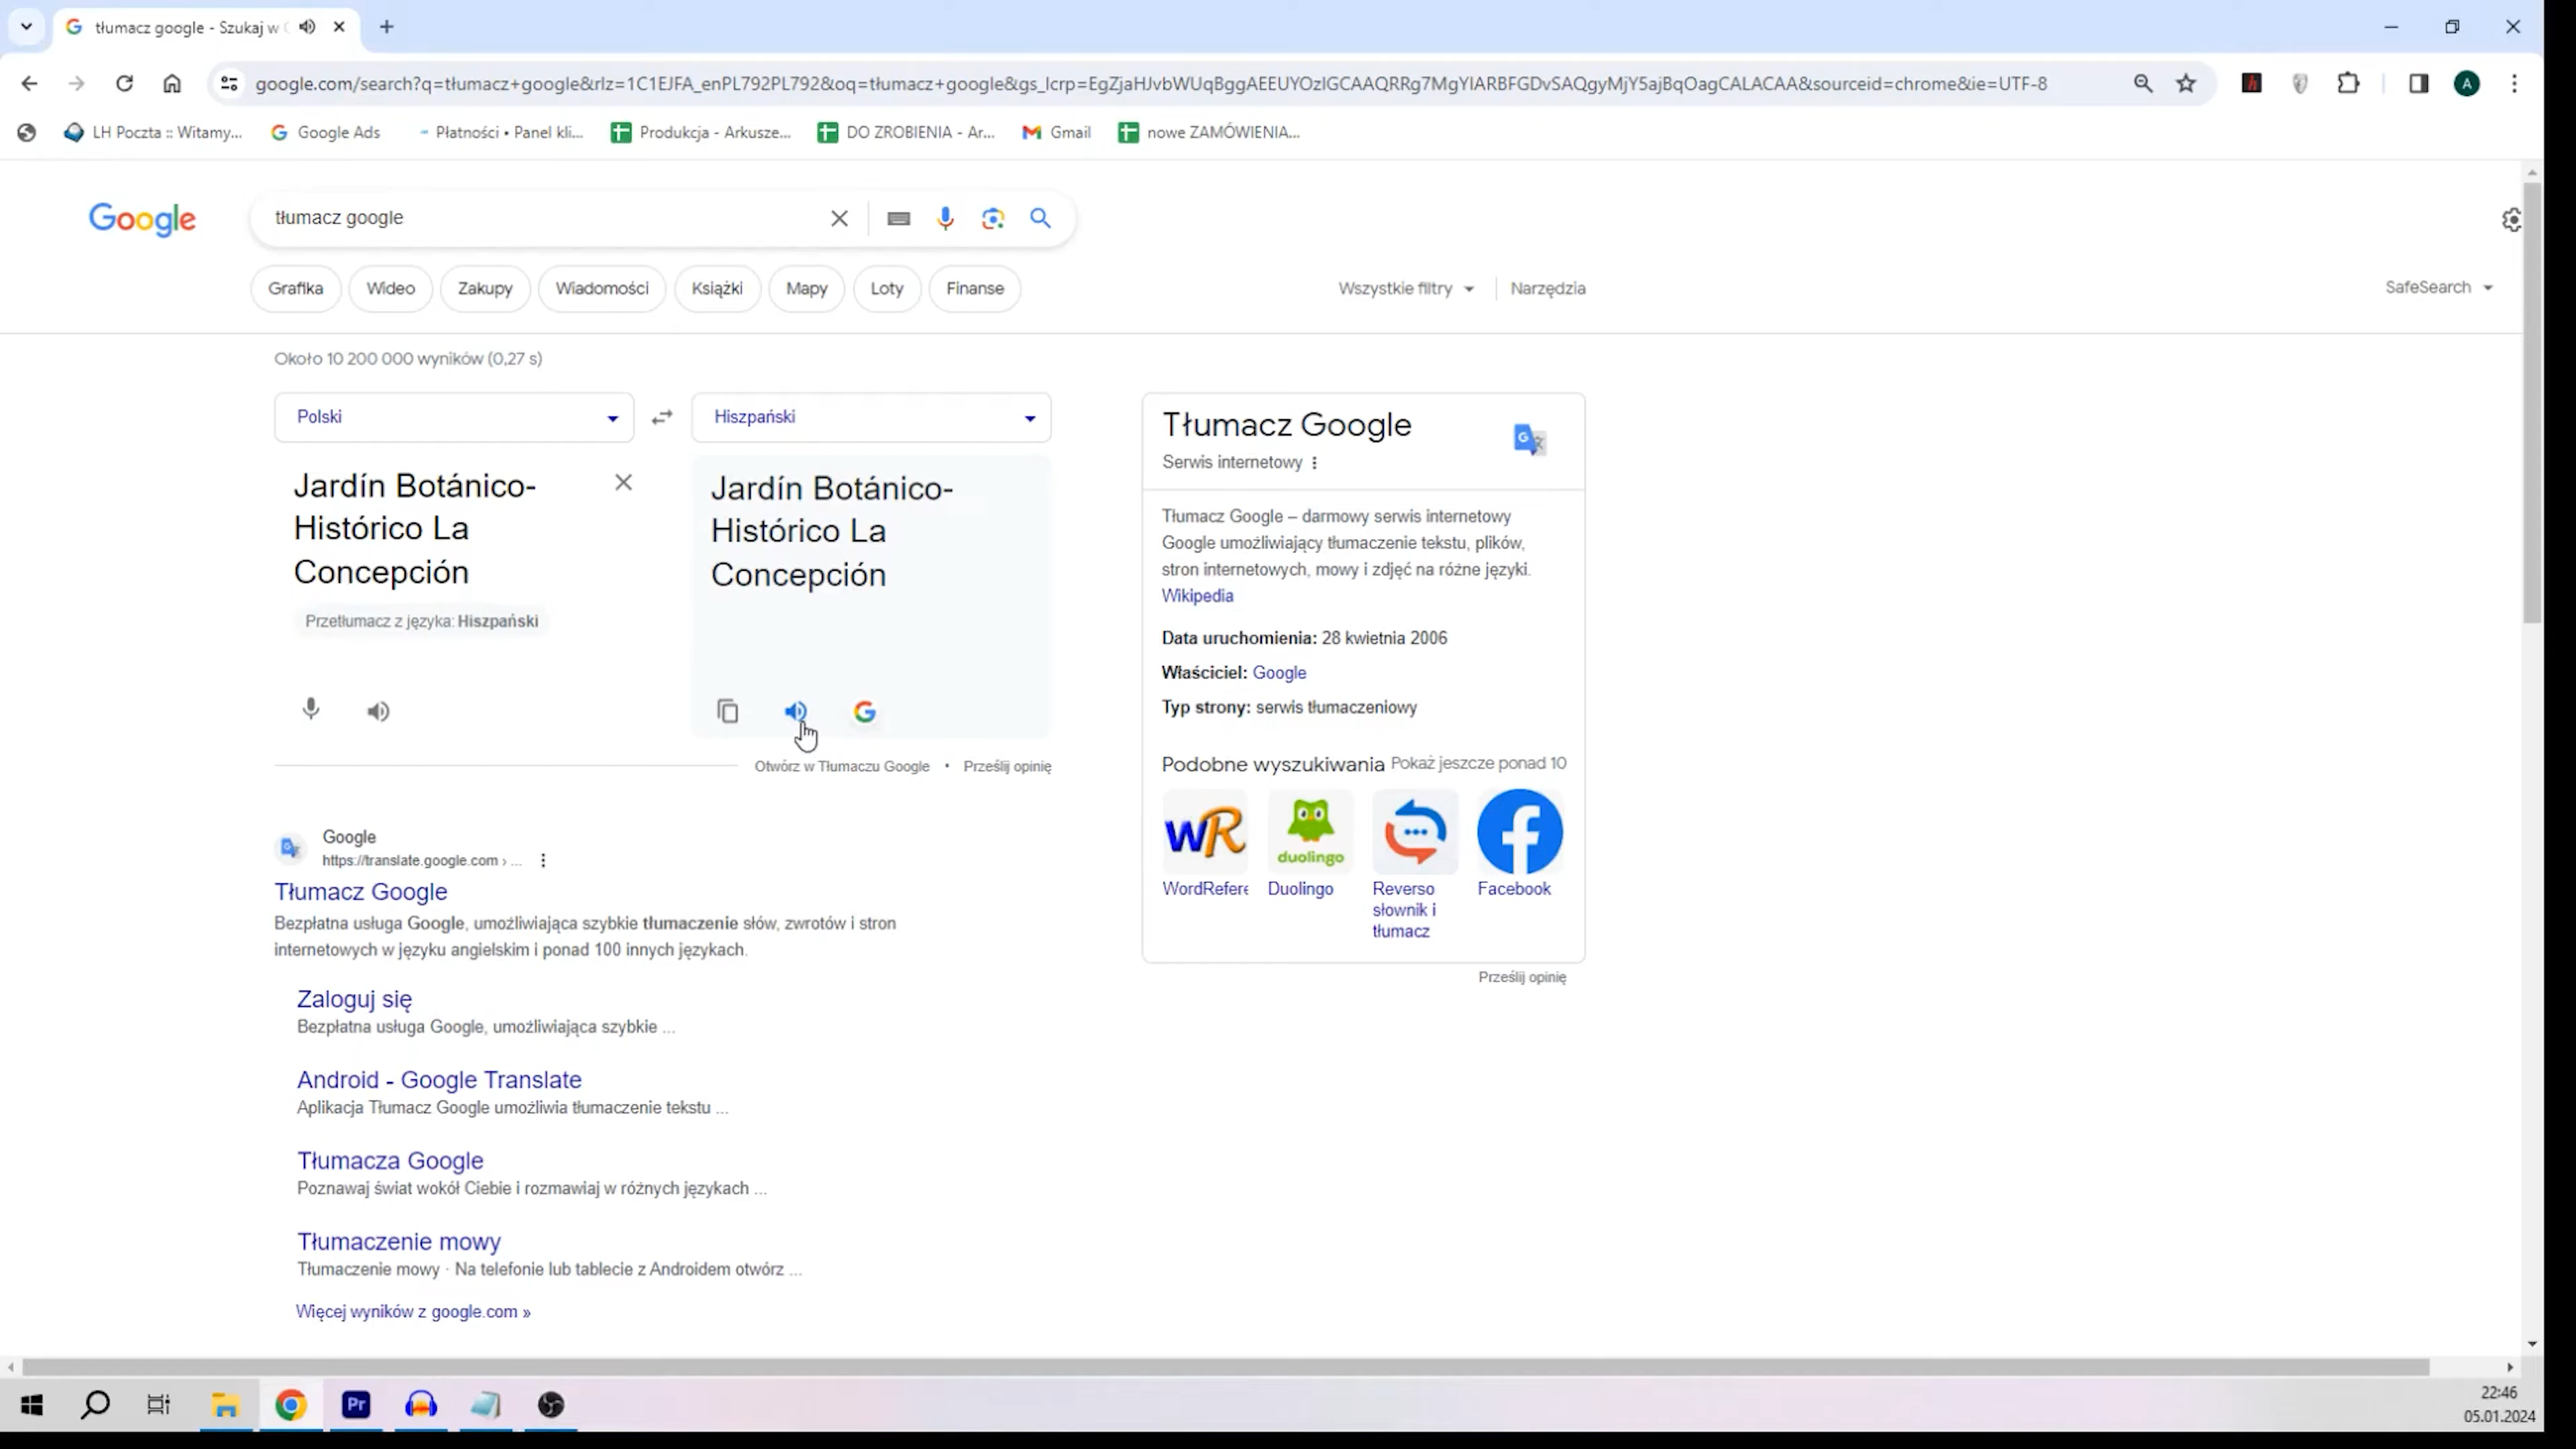 tłumacz google - Szukaj w
google.com/search?q=tłumacz+google&rlz=1C1EJFA_enPL792PL792&oq=tłumacz+google&gs_lcrp=EgZjaHJvbWUqBggAEEUYOzIGCAAQRRg7MgYIARBFGDvSAQgyMjY5ajBqOagCALACAA&sourceid=chrome&ie=UTF-8
A
LH Poczta :: Witamy...
Google Ads
Płatności • Panel kli...
Produkcja - Arkusze...
DO ZROBIENIA - Ar...
Gmail
nowe ZAMÓWIENIA...
Google
tłumacz google
Grafika
Wideo
Zakupy
Wiadomości
Książki
Mapy
Loty
Finanse
Wszystkie filtry
Narzędzia
SafeSearch
Około 10 200 000 wyników (0,27 s)
Polski
Hiszpański
Jardín Botánico-
Histórico La
Concepción
Przetłumacz z języka: Hiszpański
Jardín Botánico-
Histórico La
Concepción
Otwórz w Tłumaczu Google • Prześlij opinię
Google
https://translate.google.com › ...
Tłumacz Google
Bezpłatna usługa Google, umożliwiająca szybkie tłumaczenie słów, zwrotów i stron
internetowych w języku angielskim i ponad 100 innych językach.
Zaloguj się
Bezpłatna usługa Google, umożliwiająca szybkie ...
Android - Google Translate
Aplikacja Tłumacz Google umożliwia tłumaczenie tekstu ...
Tłumacza Google
Poznawaj świat wokół Ciebie i rozmawiaj w różnych językach ...
Tłumaczenie mowy
Tłumaczenie mowy · Na telefonie lub tablecie z Androidem otwórz ...
Więcej wyników z google.com »
Tłumacz Google
Serwis internetowy
Tłumacz Google – darmowy serwis internetowy
Google umożliwiający tłumaczenie tekstu, plików,
stron internetowych, mowy i zdjęć na różne języki.
Wikipedia
Data uruchomienia: 28 kwietnia 2006
Właściciel: Google
Typ strony: serwis tłumaczeniowy
Podobne wyszukiwania
Pokaż jeszcze ponad 10
WR
duolingo
WordRefere
Duolingo
Reverso
słownik i
tłumacz
Facebook
Prześlij opinię
Pr
22:46
05.01.2024